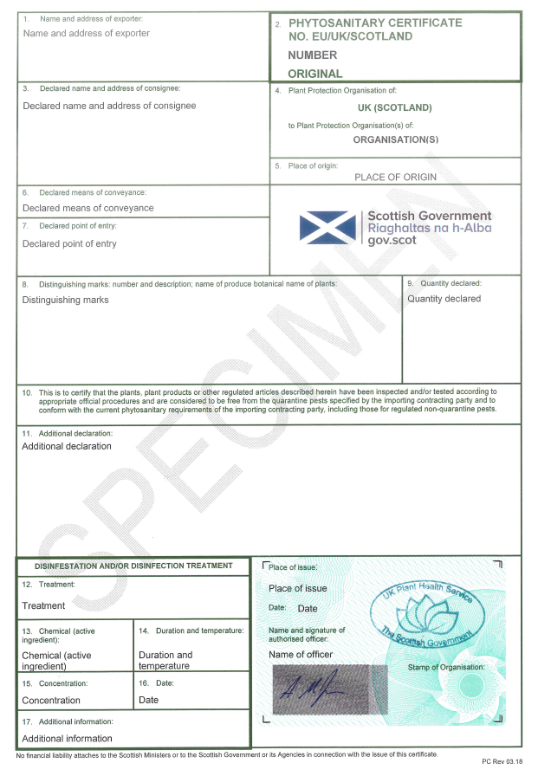 1. Name and address of exporter:
Name and address of exporter
2. PHYTOSANITARY CERTIFICATE
NO. EU/UK/SCOTLAND
NUMBER
ORIGINAL
3. Declared name and address of consignee:
Declared name and address of consignee
4. Plant Protection Organisation of:
UK (SCOTLAND)
to Plant Protection Organisation(s) of:
ORGANISATION(S)
5. Place of origin:
PLACE OF ORIGIN
6. Declared means of conveyance:
Declared means of conveyance
7. Declared point of entry:
Declared point of entry
Scottish Government
Riaghaltas na h-Alba
gov.scot
8. Distinguishing marks: number and description; name of produce botanical name of plants:
Distinguishing marks
9. Quantity declared:
Quantity declared
10. This is to certify that the plants, plant products or other regulated articles described herein have been inspected and/or tested according to
appropriate official procedures and are considered to be free from the quarantine pests specified by the importing contracting party and to
conform with the current phytosanitary requirements of the importing contracting party, including those for regulated non-quarantine pests.
11. Additional declaration:
Additional declaration
SPECIMEN
DISINFESTATION AND/OR DISINFECTION TREATMENT
12. Treatment:
Treatment
13. Chemical (active
ingredient):
Chemical (active
ingredient)
14. Duration and temperature:
Duration and
temperature
15. Concentration:
Concentration
16. Date:
Date
17. Additional information:
Additional information
Place of issue:
Place of issue
Date: Date
Name and signature of
authorised officer:
Name of officer
UK Plant Health Service
The Scottish Government
Stamp of Organisation:
No financial liability attaches to the Scottish Ministers or to the Scottish Government or its Agencies in connection with the issue of this certificate.
PC Rev 03.18